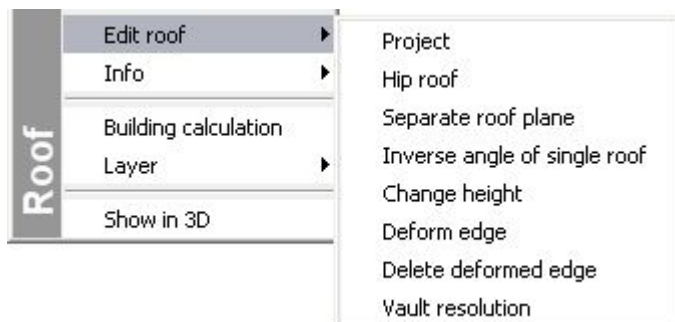 Roof
Edit roof
Info
Building calculation
Layer
Show in 3D
Project
Hip roof
Separate roof plane
Inverse angle of single roof
Change height
Deform edge
Delete deformed edge
Vault resolution